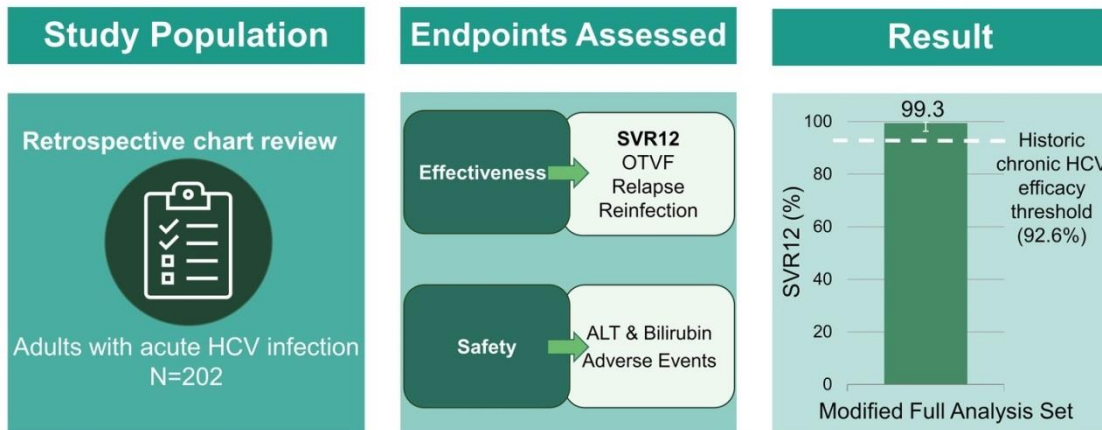 Study Population
Retrospective chart review
Adults with acute HCV infection
N=202
Endpoints Assessed
Effectiveness
SVR12
OTVF
Relapse
Reinfection
Safety
ALT & Bilirubin
Adverse Events
Result
99.3
Historic
chronic HCV
efficacy
threshold
(92.6%)
SVR12 (%)
100
80
60
40
20
0
Modified Full Analysis Set